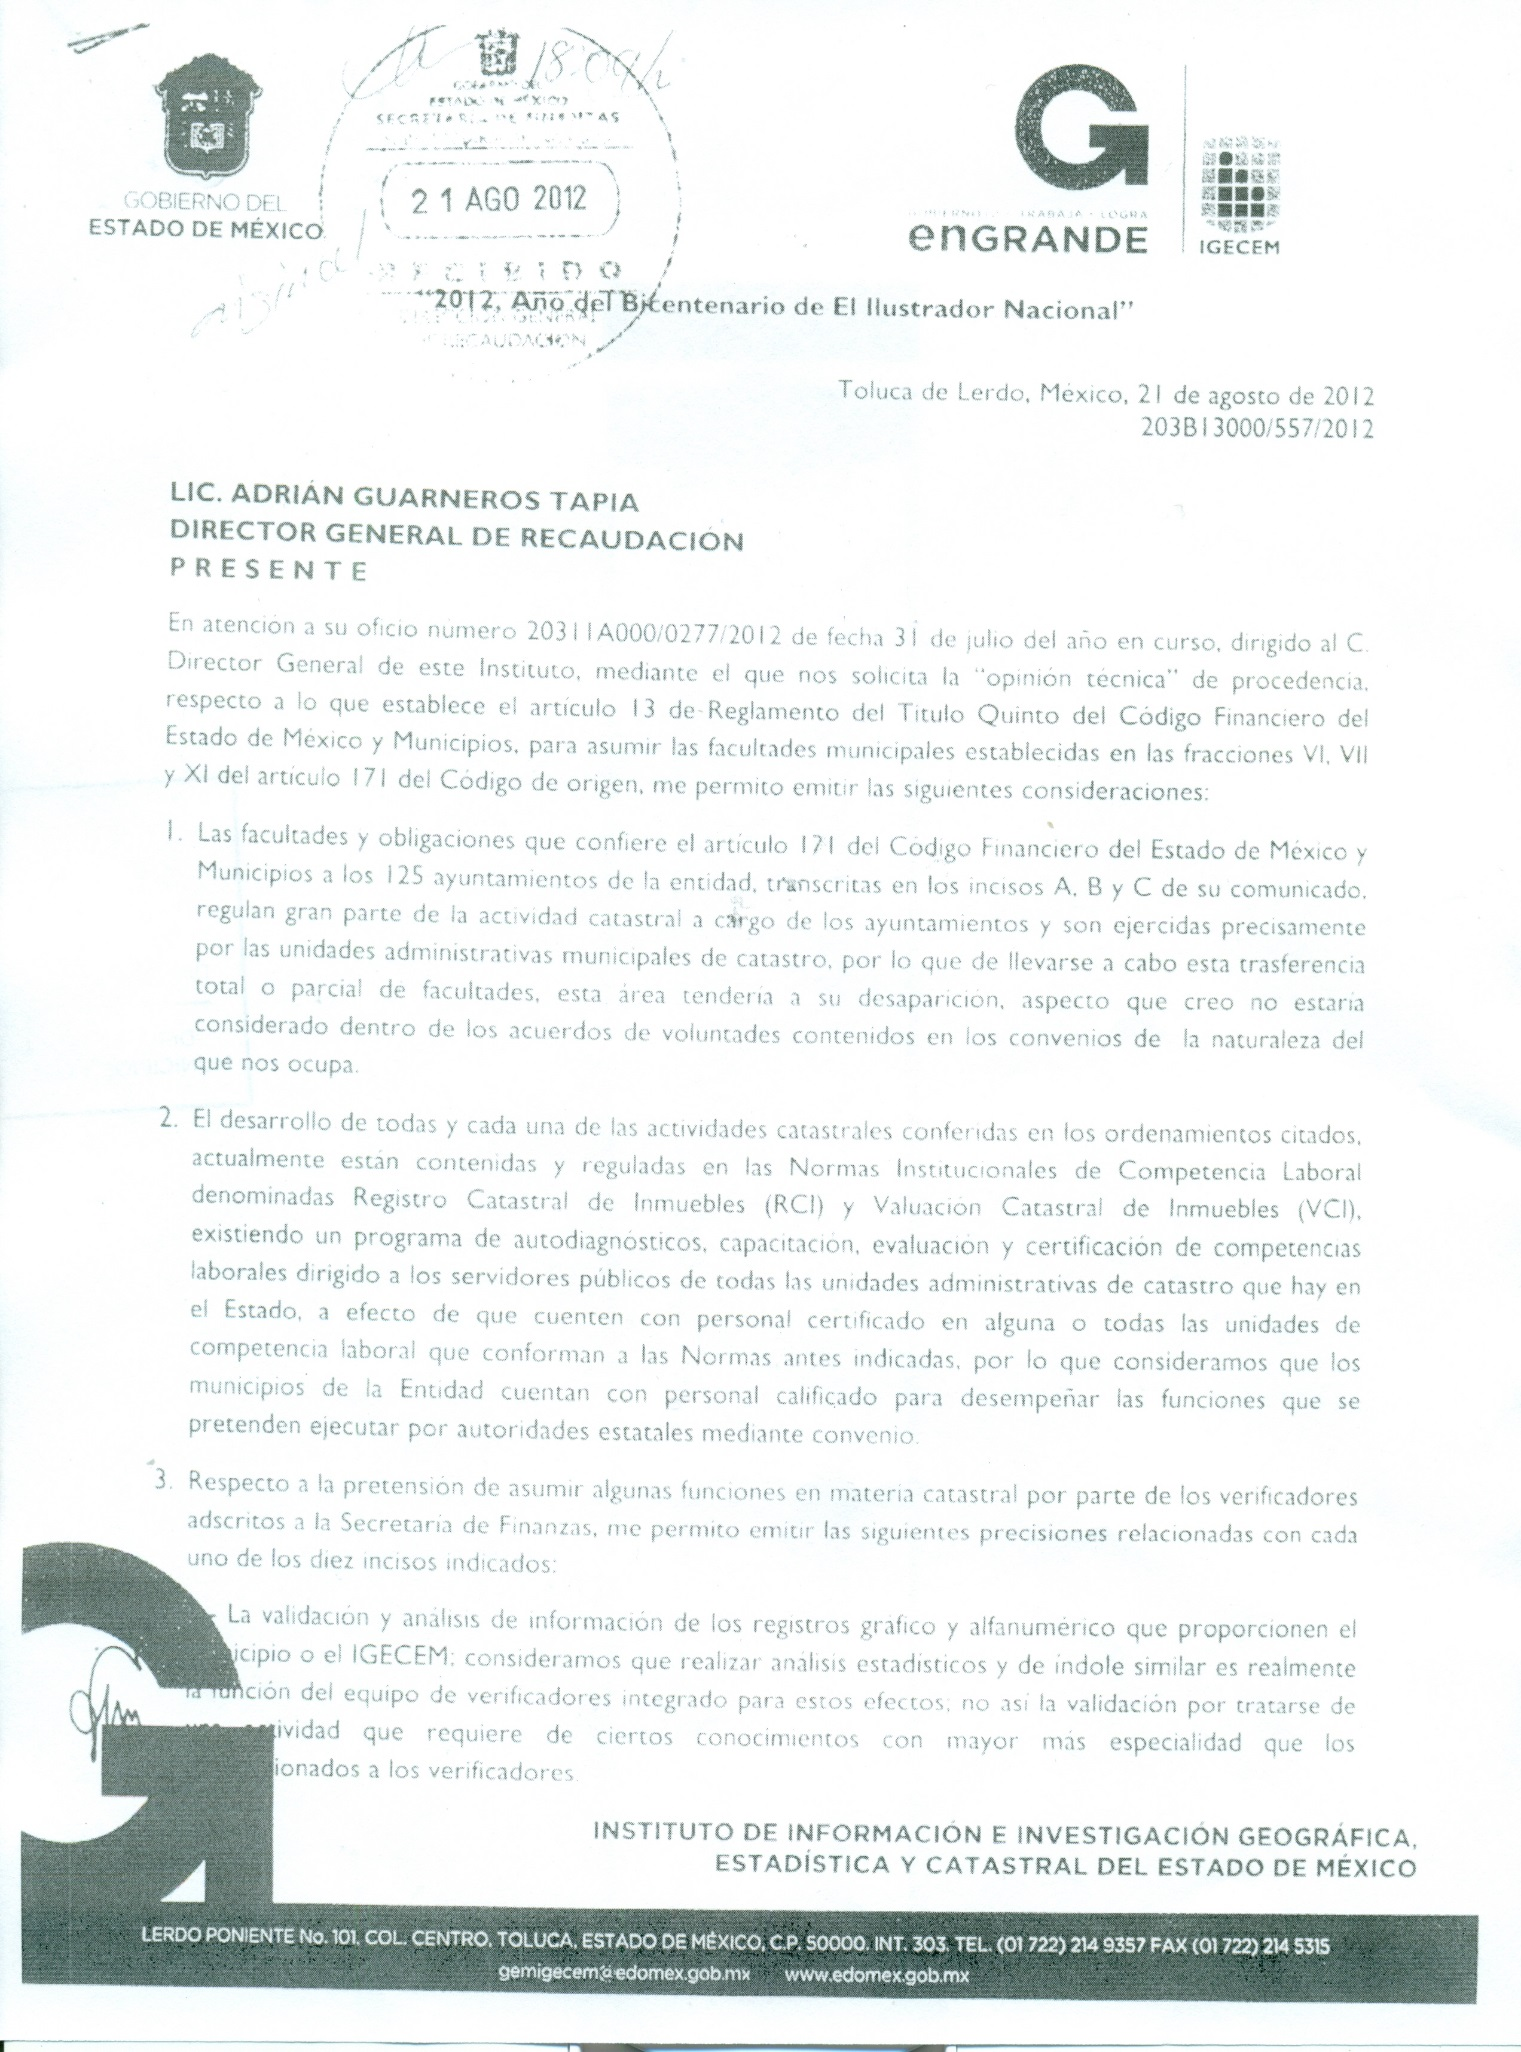 18:09h
GOBIERNO DEL
ESTADO DE MÉXICO
GOBIERNO DEL
ESTADO DE MÉXICO
SECRETARÍA DE FINANZAS
21 AGO 2012
RECIBIDO
DIRECCIÓN GENERAL
RECAUDACIÓN
GOBIERNO QUE TRABAJA Y LOGRA
enGRANDE
IGECEM
"2012. Año del Bicentenario de El Ilustrador Nacional"
Toluca de Lerdo, México, 21 de agosto de 2012
203B13000/557/2012
LIC. ADRIÁN GUARNEROS TAPIA
DIRECTOR GENERAL DE RECAUDACIÓN
P R E S E N T E
En atención a su oficio número 20311A000/0277/2012 de fecha 31 de julio del año en curso, dirigido al C.
Director General de este Instituto, mediante el que nos solicita la "opinión técnica" de procedencia,
respecto a lo que establece el artículo 13 de Reglamento del Titulo Quinto del Código Financiero del
Estado de México y Municipios, para asumir las facultades municipales establecidas en las fracciones VI, VII
y XI del artículo 171 del Código de origen, me permito emitir las siguientes consideraciones:
1. Las facultades y obligaciones que confiere el artículo 171 del Código Financiero del Estado de México y
Municipios a los 125 ayuntamientos de la entidad, transcritas en los incisos A, B y C de su comunicado,
regulan gran parte de la actividad catastral a cargo de los ayuntamientos y son ejercidas precisamente
por las unidades administrativas municipales de catastro, por lo que de llevarse a cabo esta trasferencia
total o parcial de facultades, esta área tendería a su desaparición, aspecto que creo no estaría
considerado dentro de los acuerdos de voluntades contenidos en los convenios de la naturaleza del
que nos ocupa.
2. El desarrollo de todas y cada una de las actividades catastrales conferidas en los ordenamientos citados,
actualmente están contenidas y reguladas en las Normas Institucionales de Competencia Laboral
denominadas Registro Catastral de Inmuebles (RCI) y Valuación Catastral de Inmuebles (VCI),
existiendo un programa de autodiagnósticos, capacitación, evaluación y certificación de competencias
laborales dirigido a los servidores públicos de todas las unidades administrativas de catastro que hay en
el Estado, a efecto de que cuenten con personal certificado en alguna o todas las unidades de
competencia laboral que conforman a las Normas antes indicadas, por lo que consideramos que los
municipios de la Entidad cuentan con personal calificado para desempeñar las funciones que se
pretenden ejecutar por autoridades estatales mediante convenio.
3. Respecto a la pretensión de asumir algunas funciones en materia catastral por parte de los verificadores
adscritos a la Secretaría de Finanzas, me permito emitir las siguientes precisiones relacionadas con cada
uno de los diez incisos indicados:
- La validación y análisis de información de los registros gráfico y alfanumérico que proporcionen el
icipio o el IGECEM; consideramos que realizar análisis estadísticos y de índole similar es realmente
la función del equipo de verificadores integrado para estos efectos; no así la validación por tratarse de
ividad que requiere de ciertos conocimientos con mayor más especialidad que los
ionados a los verificadores.
INSTITUTO DE INFORMACIÓN E INVESTIGACIÓN GEOGRÁFICA,
ESTADÍSTICA Y CATASTRAL DEL ESTADO DE MÉXICO
LERDO PONIENTE No. 101, COL. CENTRO, TOLUCA, ESTADO DE MÉXICO, C.P. 50000, INT. 303, TEL. (01 722) 214 9357 FAX (01 722) 214 5315
gemigecem@edomex.gob.mx www.edomex.gob.mx